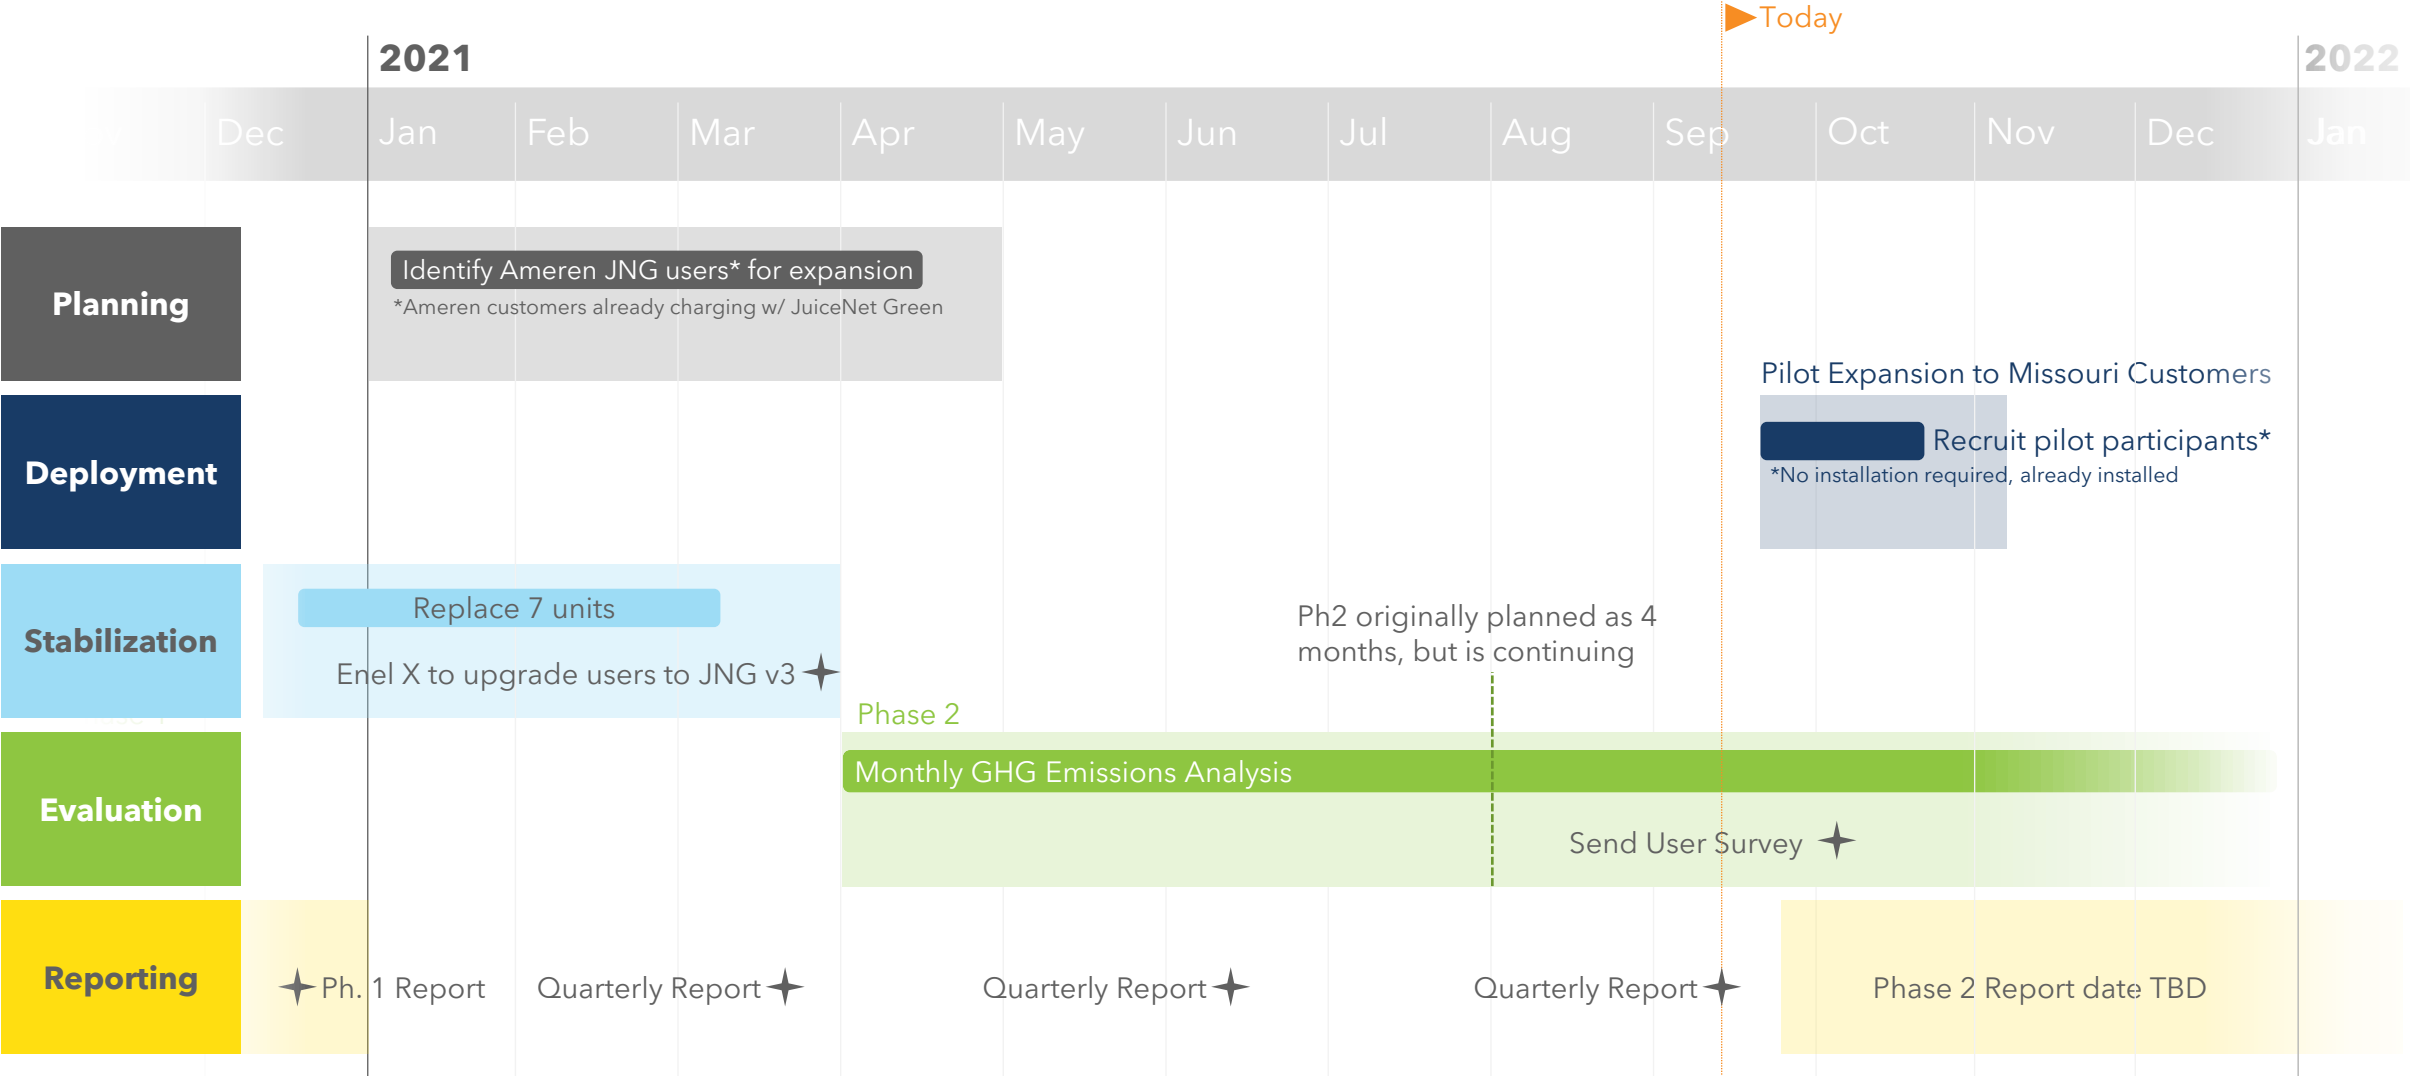 Today
2021
2022
Dec
Jan
Feb
Mar
Apr
May
Jun
Jul
Aug
Sep
Oct
Nov
Dec
Jan
Planning
Identify Ameren JNG users* for expansion
*Ameren customers already charging w/ JuiceNet Green
Pilot Expansion to Missouri Customers
Deployment
Recruit pilot participants*
*No installation required, already installed
Stabilization
Replace 7 units
Enel X to upgrade users to JNG v3
Ph2 originally planned as 4
months, but is continuing
Phase 2
Evaluation
Monthly GHG Emissions Analysis
Send User Survey
Reporting
Ph. 1 Report
Quarterly Report
Quarterly Report
Quarterly Report
Phase 2 Report date TBD